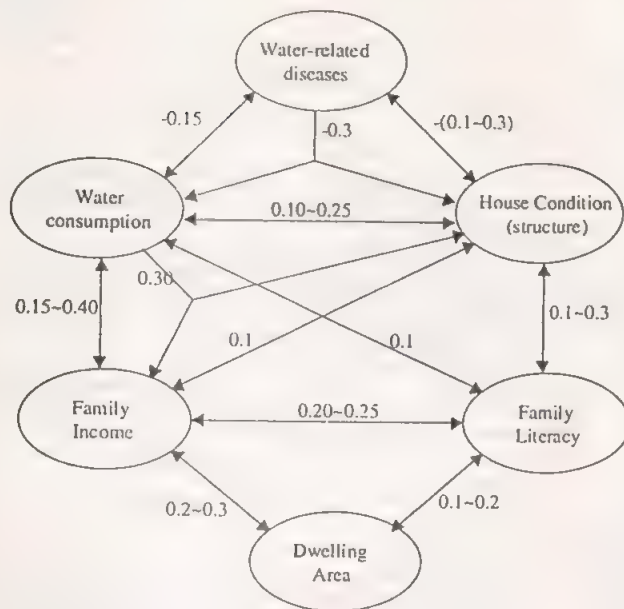 Water-related
diseases
-0.15
-0.3
-(0.1~0.3)
Water
consumption
0.10~0.25
House Condition
(structure)
0.30
0.15~0.40
0.1
0.1
0.1~0.3
Family
Income
0.20~0.25
Family
Literacy
0.2~0.3
0.1~0.2
Dwelling
Area